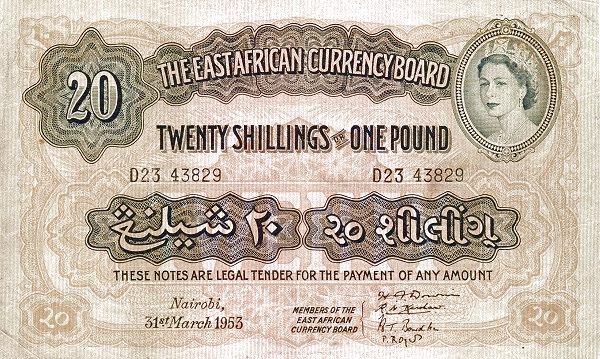 20
THE EAST AFRICAN CURRENCY BOARD
TWENTY SHILLINGS OR ONE POUND
D23 43829 D23 43829
٢٠ شيلينج
૨૦ શીલીંગ
THESE NOTES ARE LEGAL TENDER FOR THE PAYMENT OF ANY AMOUNT
Nairobi,
31st March 1953
MEMBERS OF THE
EAST AFRICAN
CURRENCY BOARD
20 20